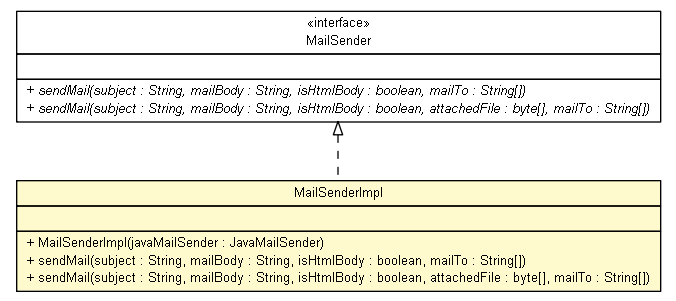 «interface»
MailSender
+ sendMail(subject : String, mailBody : String, isHtmlBody : boolean, mailTo : String[])
+ sendMail(subject : String, mailBody : String, isHtmlBody : boolean, attachedFile : byte[], mailTo : String[])
MailSenderImpl
+ MailSenderImpl(javaMailSender : JavaMailSender)
+ sendMail(subject : String, mailBody : String, isHtmlBody : boolean, mailTo : String[])
+ sendMail(subject : String, mailBody : String, isHtmlBody : boolean, attachedFile : byte[], mailTo : String[])